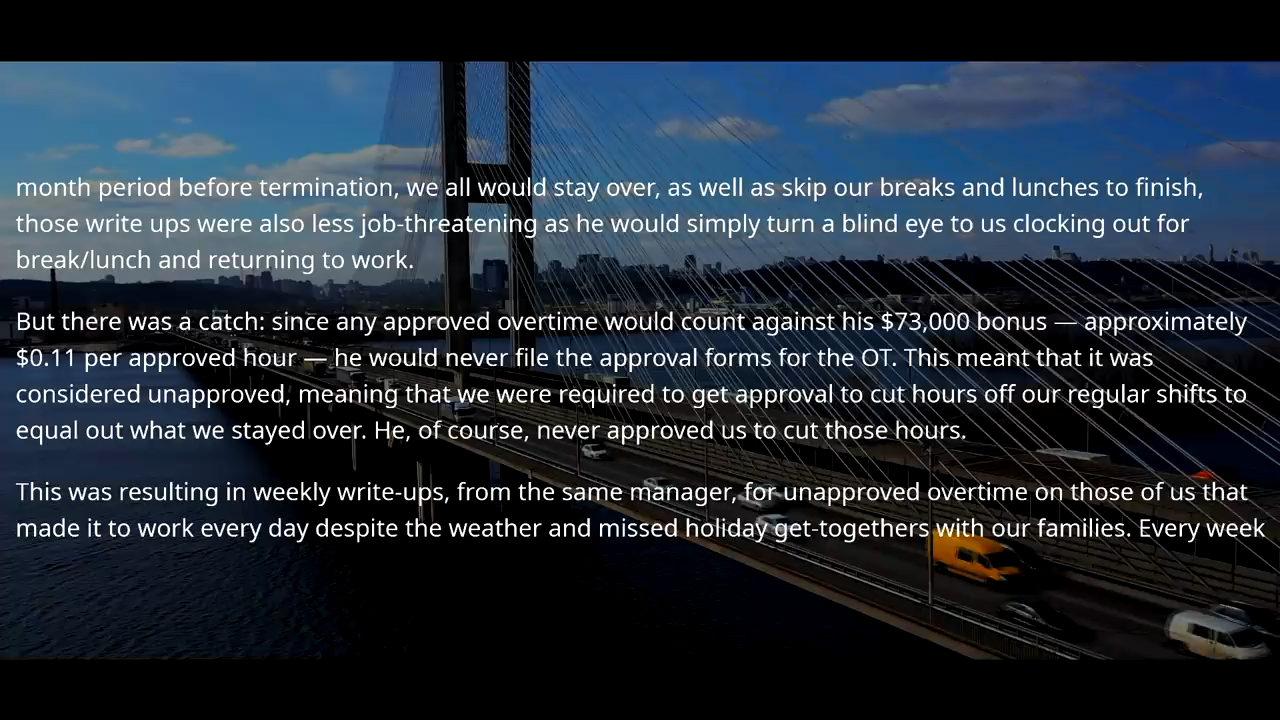 month period before termination, we all would stay over, as well as skip our breaks and lunches to finish,
those write ups were also less job-threatening as he would simply turn a blind eye to us clocking out for
break/lunch and returning to work.
But there was a catch: since any approved overtime would count against his $73,000 bonus — approximately
$0.11 per approved hour — he would never file the approval forms for the OT. This meant that it was
considered unapproved, meaning that we were required to get approval to cut hours off our regular shifts to
equal out what we stayed over. He, of course, never approved us to cut those hours.
This was resulting in weekly write-ups, from the same manager, for unapproved overtime on those of us that
made it to work every day despite the weather and missed holiday get-togethers with our families. Every week